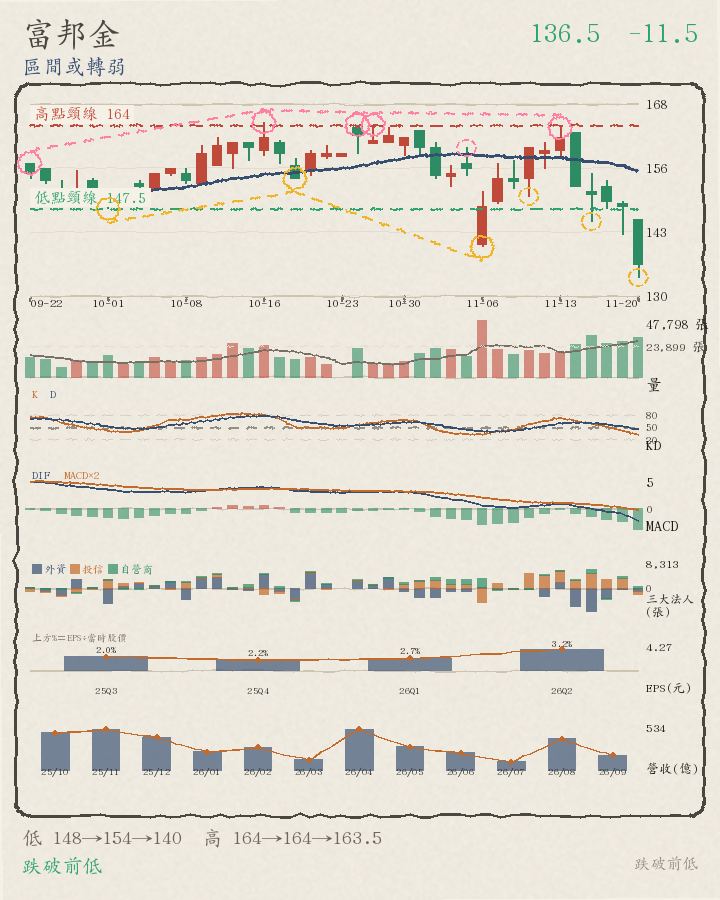 富邦金
136.5 -11.5
區間或轉弱
高點頸線 164
低點頸線 147.5
168
156
143
130
09-22 10-01 10-08 10-16 10-23 10-30 11-06 11-13 11-20
47,798 張
23,899 張
量
K D
80
50
20
KD
DIF MACD×2
5
0
MACD
外資 投信 自營商
8,313
0
三大法人
(張)
上方%=EPS÷當時股價
2.0% 2.2% 2.7% 3.2%
4.27
25Q3 25Q4 26Q1 26Q2
EPS(元)
534
25/10 25/11 25/12 26/01 26/02 26/03 26/04 26/05 26/06 26/07 26/08 26/09
營收(億)
低 148→154→140 高 164→164→163.5
跌破前低
跌破前低